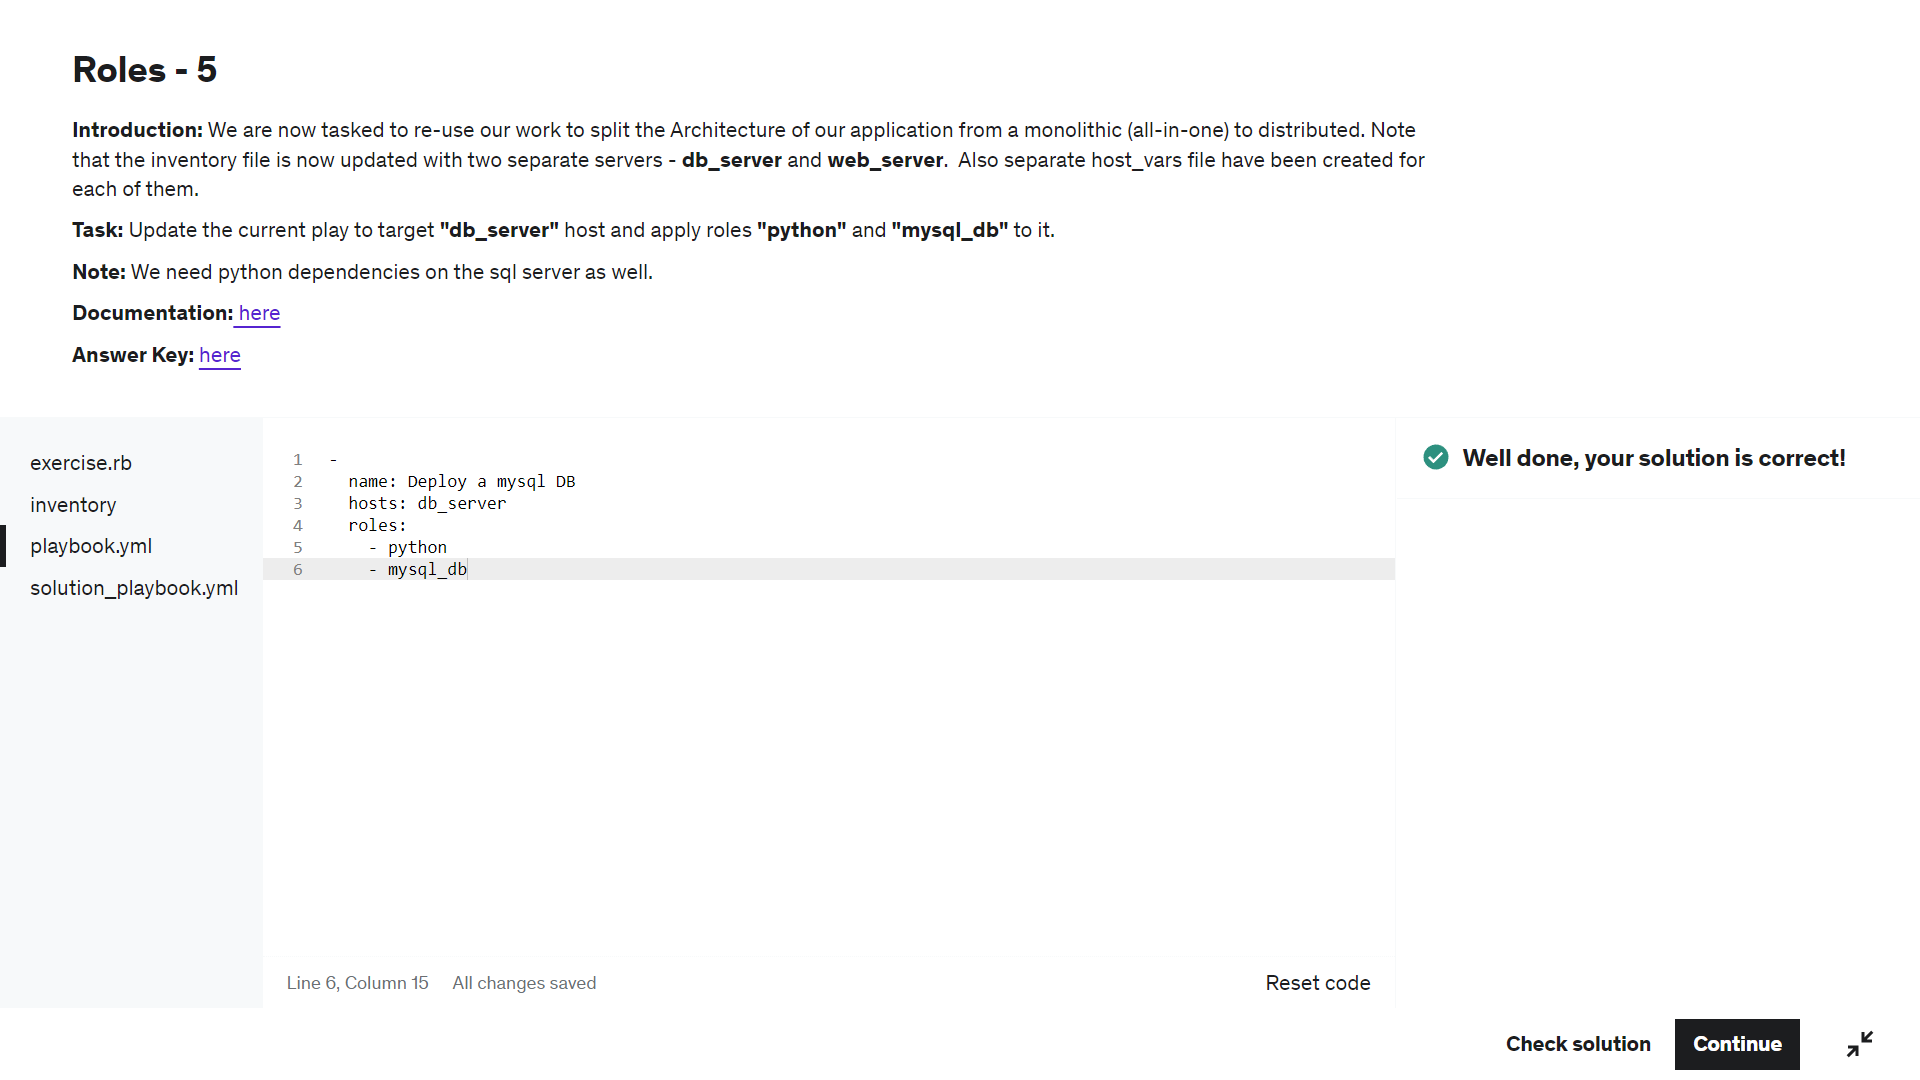 Roles - 5
Introduction: We are now tasked to re-use our work to split the Architecture of our application from a monolithic (all-in-one) to distributed. Note
that the inventory file is now updated with two separate servers - db_server and web_server.  Also separate host_vars file have been created for
each of them.
Task: Update the current play to target "db_server" host and apply roles "python" and "mysql_db" to it.
Note: We need python dependencies on the sql server as well.
Documentation: here
Answer Key: here
exercise.rb
inventory
playbook.yml
solution_playbook.yml
1 -
2   name: Deploy a mysql DB
3   hosts: db_server
4   roles:
5     - python
6     - mysql_db
Well done, your solution is correct!
Line 6, Column 15 All changes saved Reset code
Check solution Continue